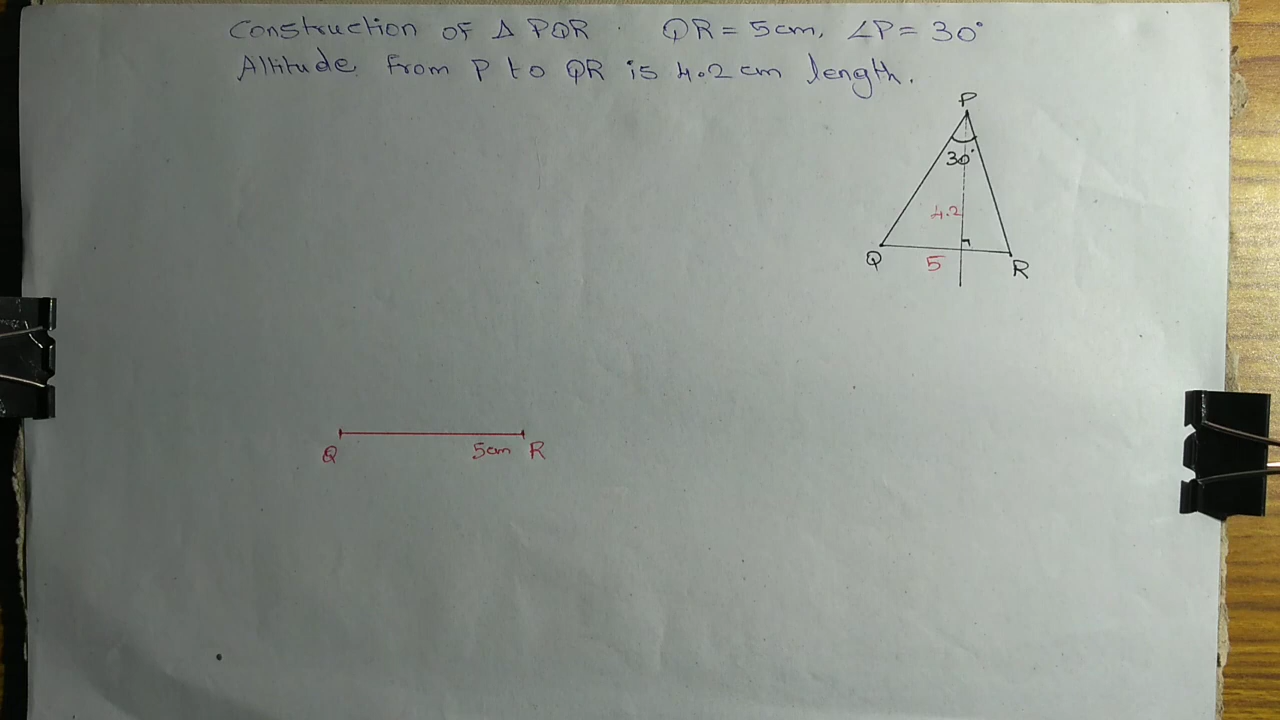 Construction of Δ PQR. QR = 5cm, ∠P = 30°
Altitude from P to QR is 4.2 cm length.
P
30°
4.2
Q 5 R
5cm
Q R